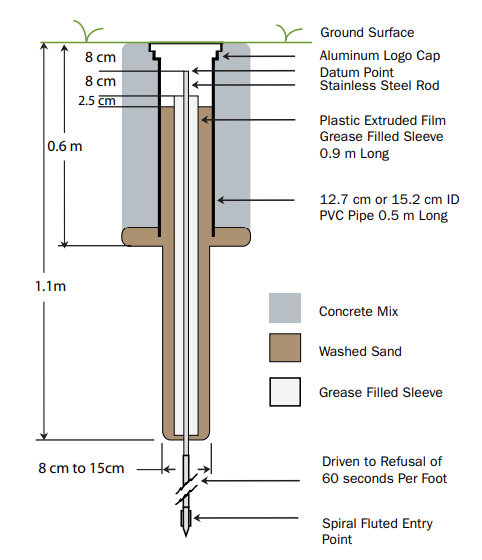 Ground Surface
8 cm
Aluminum Logo Cap
Datum Point
8 cm
Stainless Steel Rod
2.5 cm
Plastic Extruded Film
Grease Filled Sleeve
0.9 m Long
0.6 m
12.7 cm or 15.2 cm ID
PVC Pipe 0.5 m Long
1.1m
Concrete Mix
Washed Sand
Grease Filled Sleeve
8 cm to 15cm
Driven to Refusal of
60 seconds Per Foot
Spiral Fluted Entry
Point